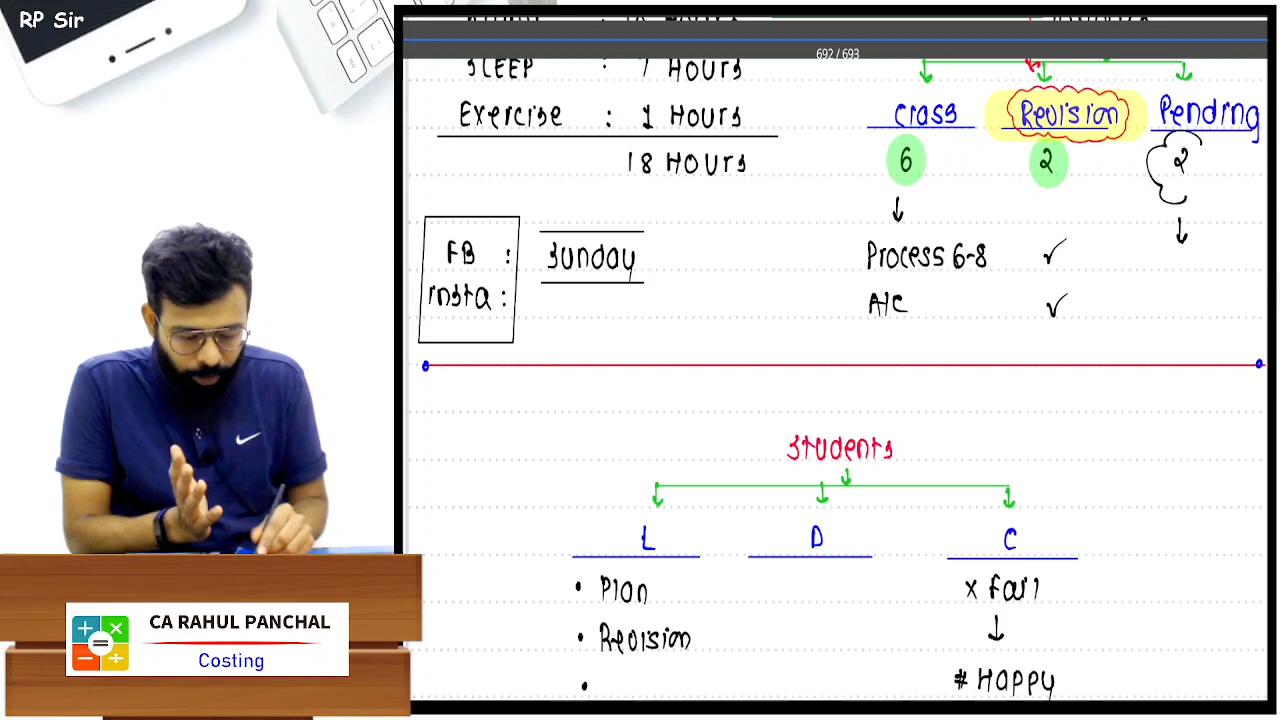 RP Sir
692 / 693
SLEEP : 7 HOURS
Exercise : 1 HOURS
18 HOURS
Class Revision Pending
6 2 2
FB : Sunday
Insta :
Process 6-8 ✓
A/C ✓
Students
L D C
• Plan x Fail
• Revision
• # Happy
CA RAHUL PANCHAL
Costing
+ ×
=
− ÷